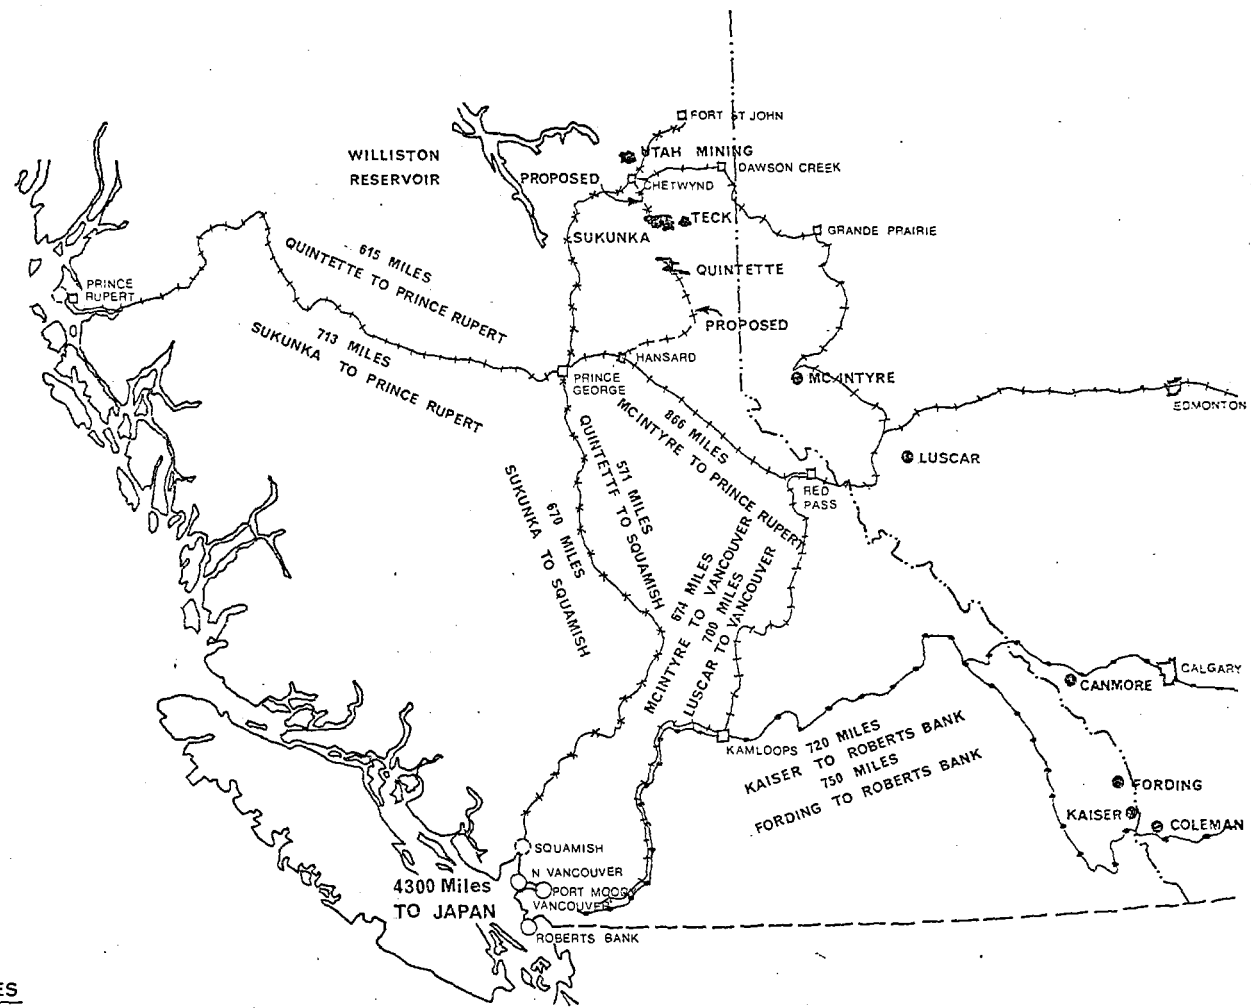 FORT ST JOHN
UTAH MINING
WILLISTON
RESERVOIR
DAWSON CREEK
PROPOSED
CHETWYND
TECK
SUKUNKA
GRANDE PRAIRIE
615 MILES
QUINTETTE TO PRINCE RUPERT
QUINTETTE
PRINCE
RUPERT
713 MILES
SUKUNKA TO PRINCE RUPERT
PROPOSED
HANSARD
PRINCE
GEORGE
MCINTYRE
EDMONTON
866 MILES
MCINTYRE TO PRINCE RUPERT
LUSCAR
571 MILES
QUINTETTF TO SQUAMISH
670 MILES
SUKUNKA TO SQUAMISH
RED
PASS
674 MILES
MCINTYRE TO VANCOUVER
700 MILES
LUSCAR TO VANCOUVER
CALGARY
CANMORE
KAMLOOPS
720 MILES
KAISER TO ROBERTS BANK
750 MILES
FORDING TO ROBERTS BANK
FORDING
KAISER
COLEMAN
SQUAMISH
N VANCOUVER
4300 Miles
TO JAPAN
PORT MOODY
VANCOUVER
ROBERTS BANK
ES